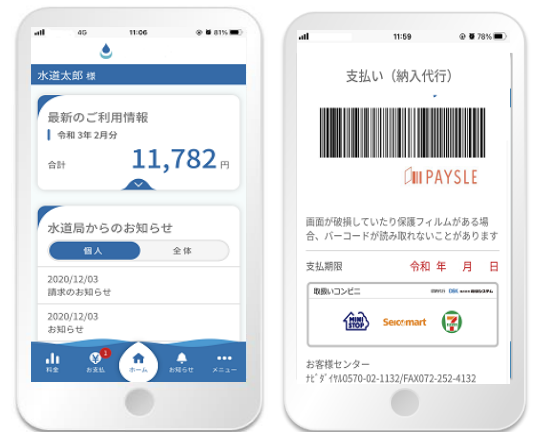 4G
11:06
81%
水道太郎 様
最新のご利用情報
令和 3年 2月分
合計 11,782 円
水道局からのお知らせ
個人
全体
2020/12/03
請求のお知らせ
2020/12/03
お知らせ
料金
1
お支払
ホーム
お知らせ
メニュー
11:59
78%
支払い（納入代行）
PAYSLE
画面が破損していたり保護フィルムがある場
合、バーコードが読み取れないことがあります
支払期限 令和 年 月 日
取扱いコンビニ
MINI STOP
Seicomart
お客様センター
ﾅﾋﾞﾀﾞｲﾔﾙ0570-02-1132/FAX072-252-4132